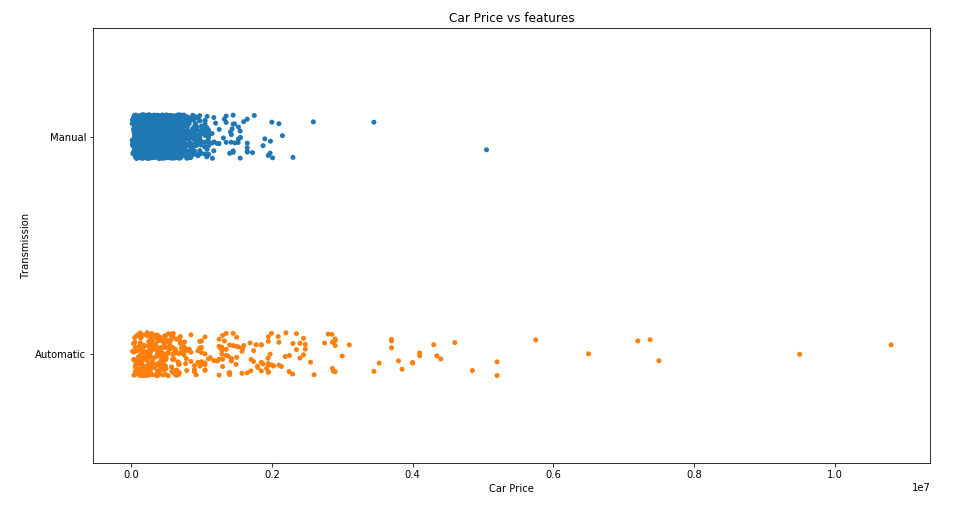 Car Price vs features
Manual
Transmission
Automatic
0.0 0.2 0.4 0.6 0.8 1.0
Car Price
1e7